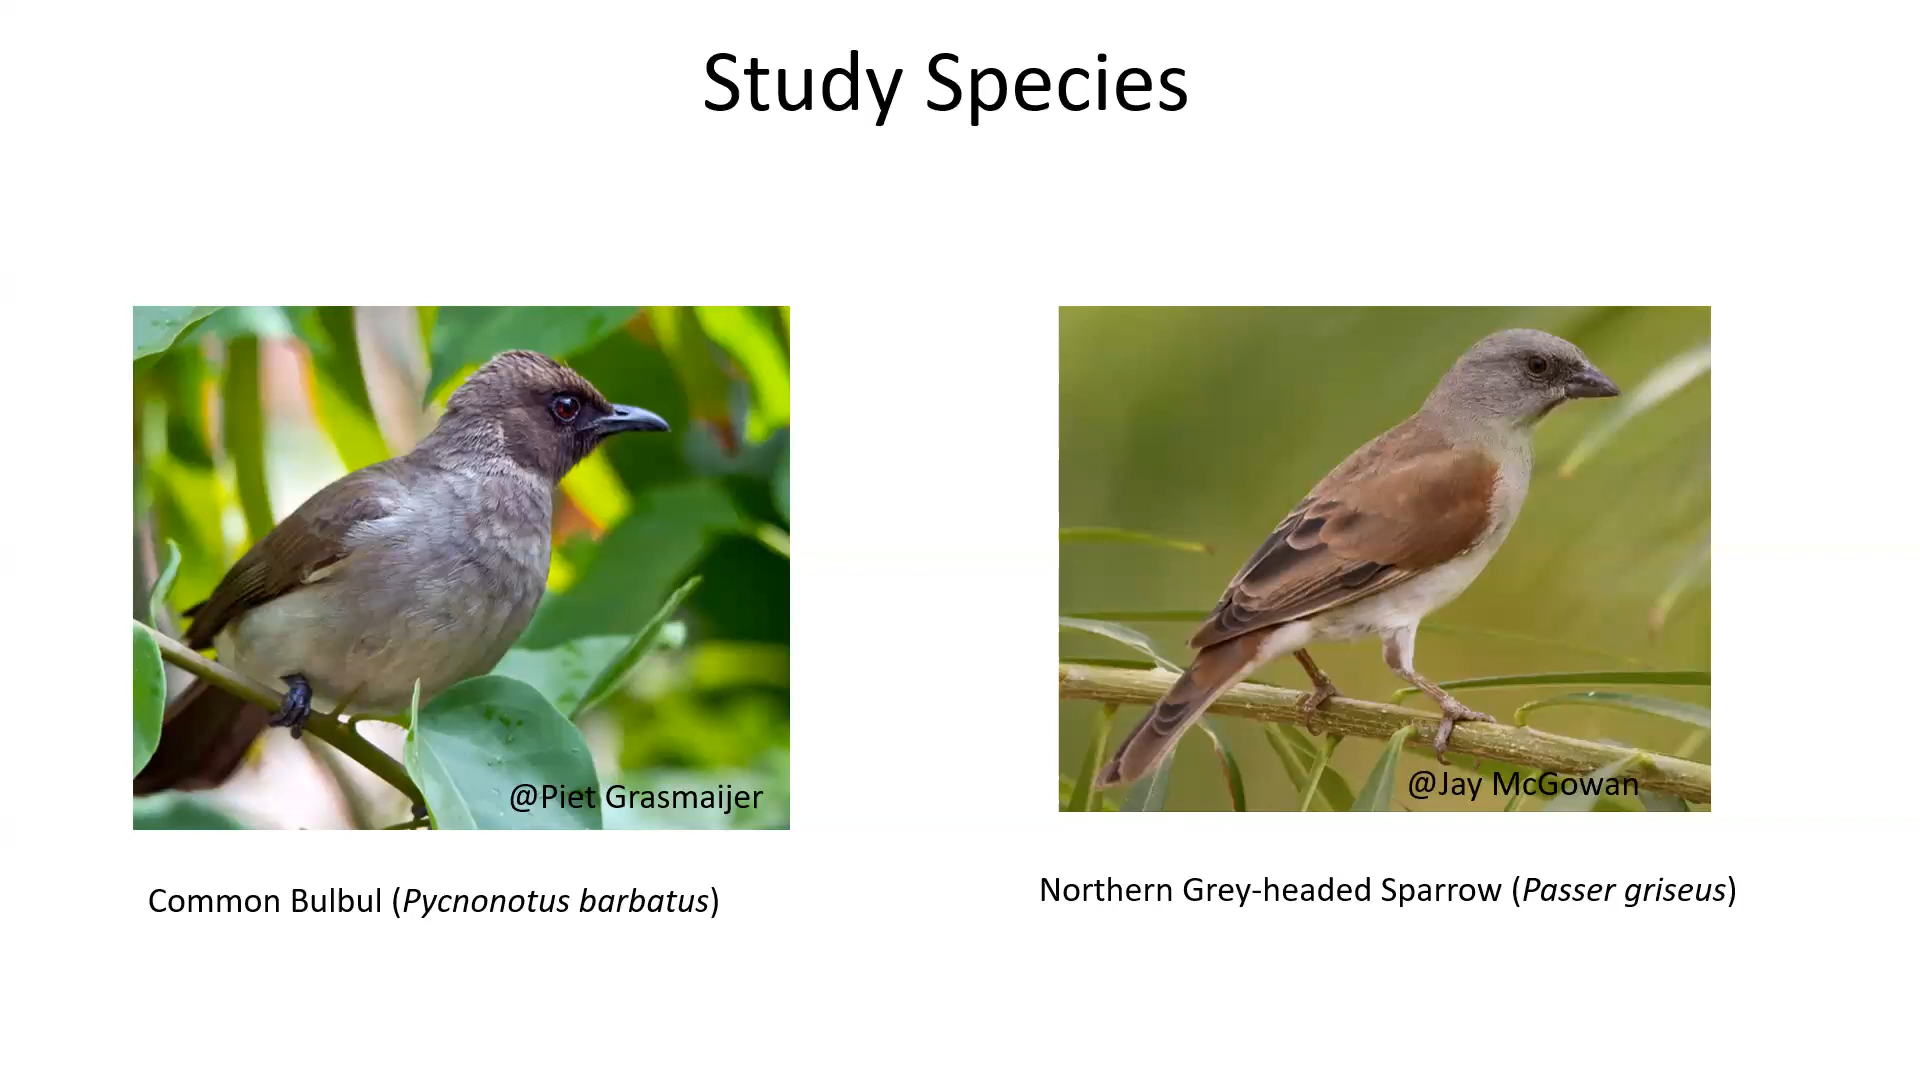 Study Species
@Piet Grasmaijer
@Jay McGowan
Common Bulbul (Pycnonotus barbatus)
Northern Grey-headed Sparrow (Passer griseus)